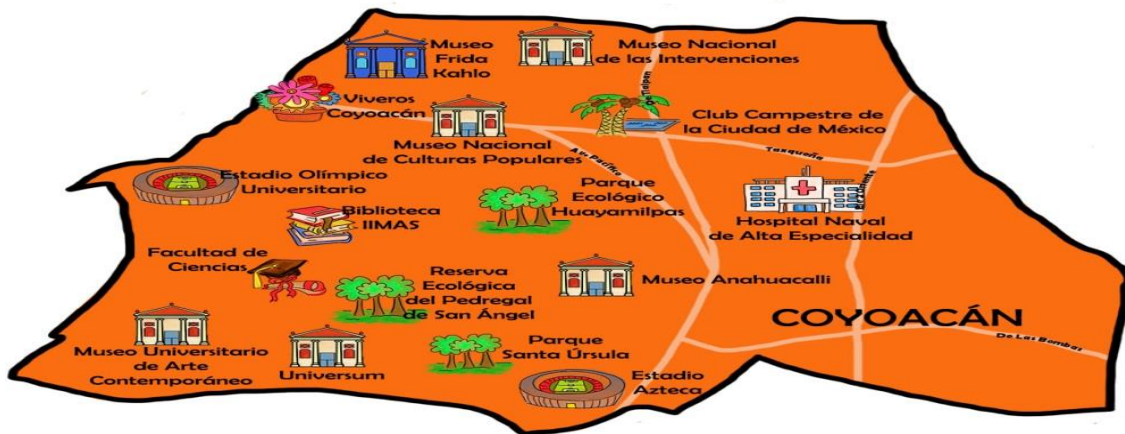 Museo
Frida
Kahlo
Museo Nacional
de las Intervenciones
Viveros
Coyoacán
De Tlalpan
Club Campestre de
la Ciudad de México
Museo Nacional
de Culturas Populares
Av. Pacífico
Taxqueña
Estadio Olímpico
Universitario
Parque
Ecológico
Huayamilpas
Biblioteca
IIMAS
Hospital Naval
de Alta Especialidad
Facultad de
Ciencias
Reserva
Ecológica
del Pedregal
de San Ángel
Museo Anahuacalli
COYOACÁN
Museo Universitario
de Arte
Contemporáneo
Universum
Parque
Santa Úrsula
De Las Bombas
Estadio
Azteca